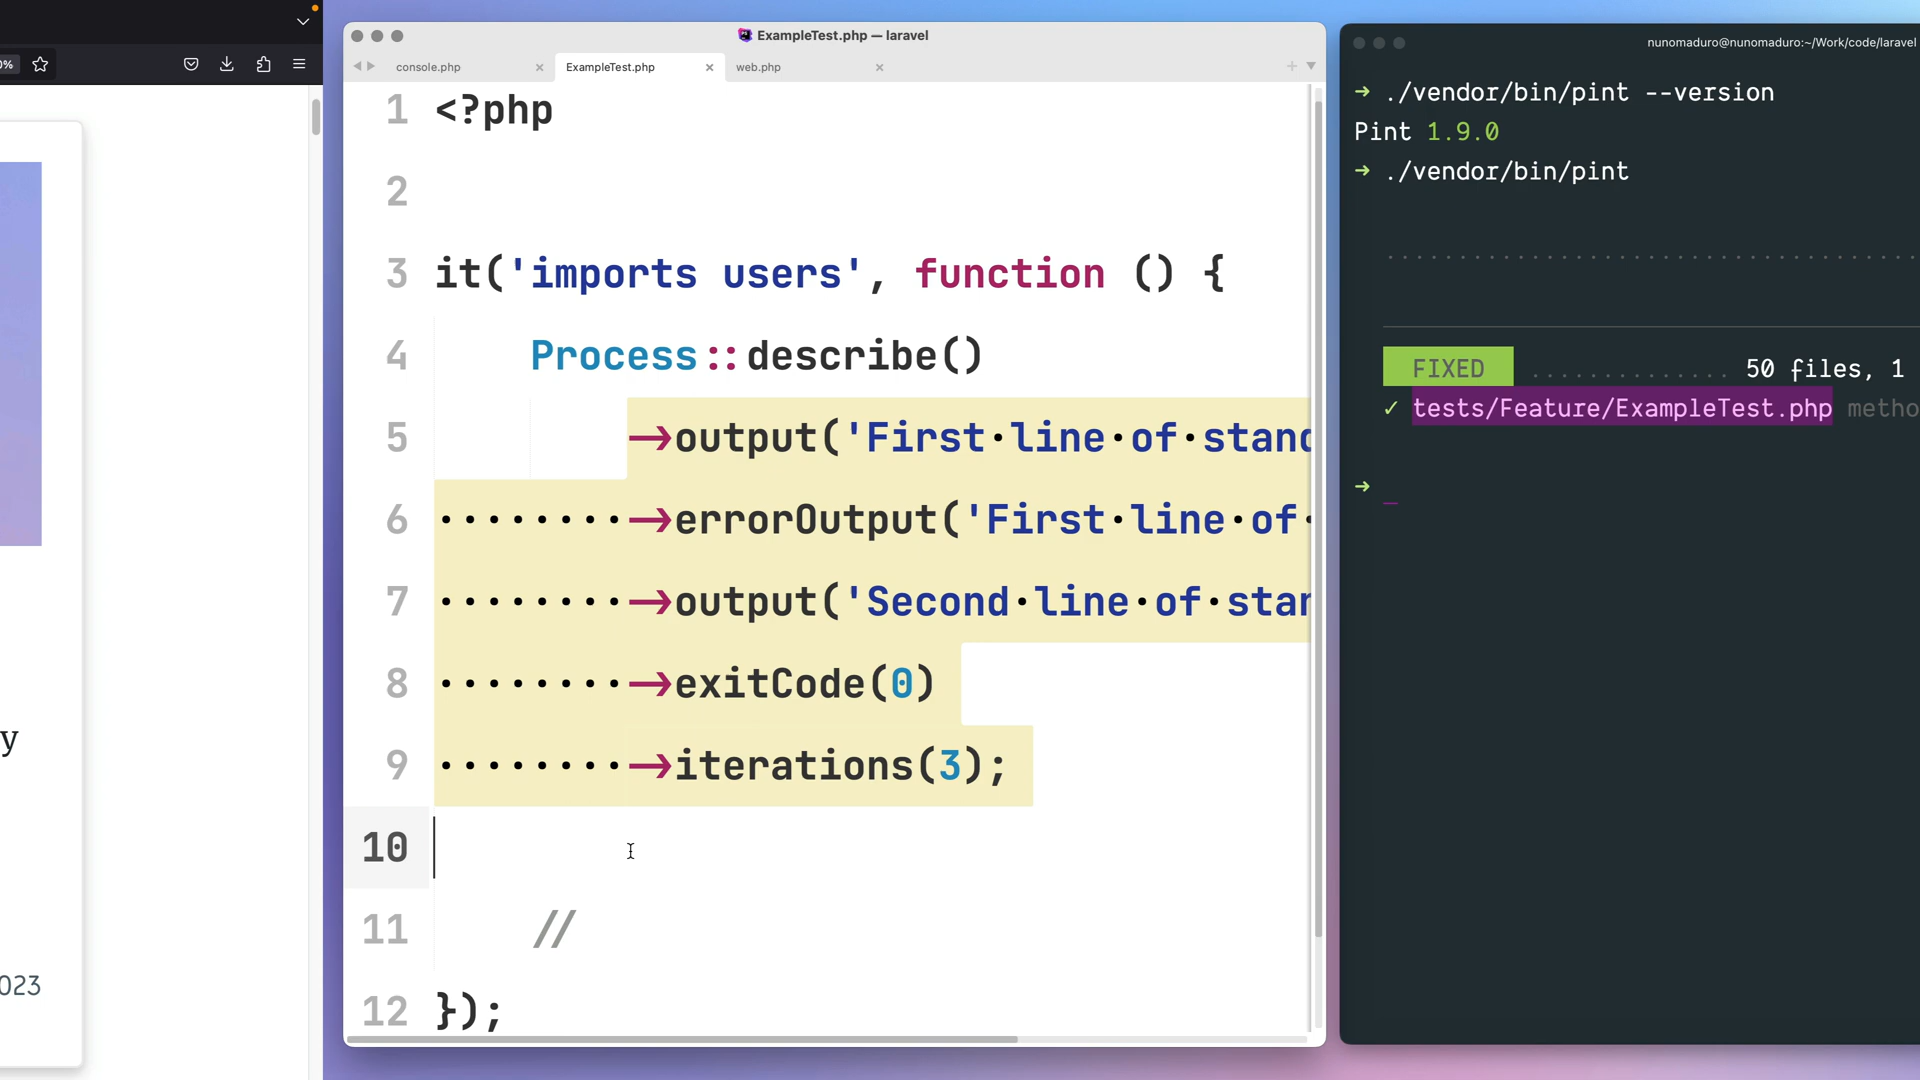 0%
y
023
ExampleTest.php — laravel
console.php
ExampleTest.php
web.php
1 <?php
2
3 it('imports users', function () {
4 Process::describe()
5 ->output('First·line·of·stand
6 ········->errorOutput('First·line·of·
7 ········->output('Second·line·of·stan
8 ········->exitCode(0)
9 ········->iterations(3);
10
11 //
12 });
nunomaduro@nunomaduro:~/Work/code/laravel
→ ./vendor/bin/pint --version
Pint 1.9.0
→ ./vendor/bin/pint
FIXED .............. 50 files, 1
✓ tests/Feature/ExampleTest.php metho
→ _